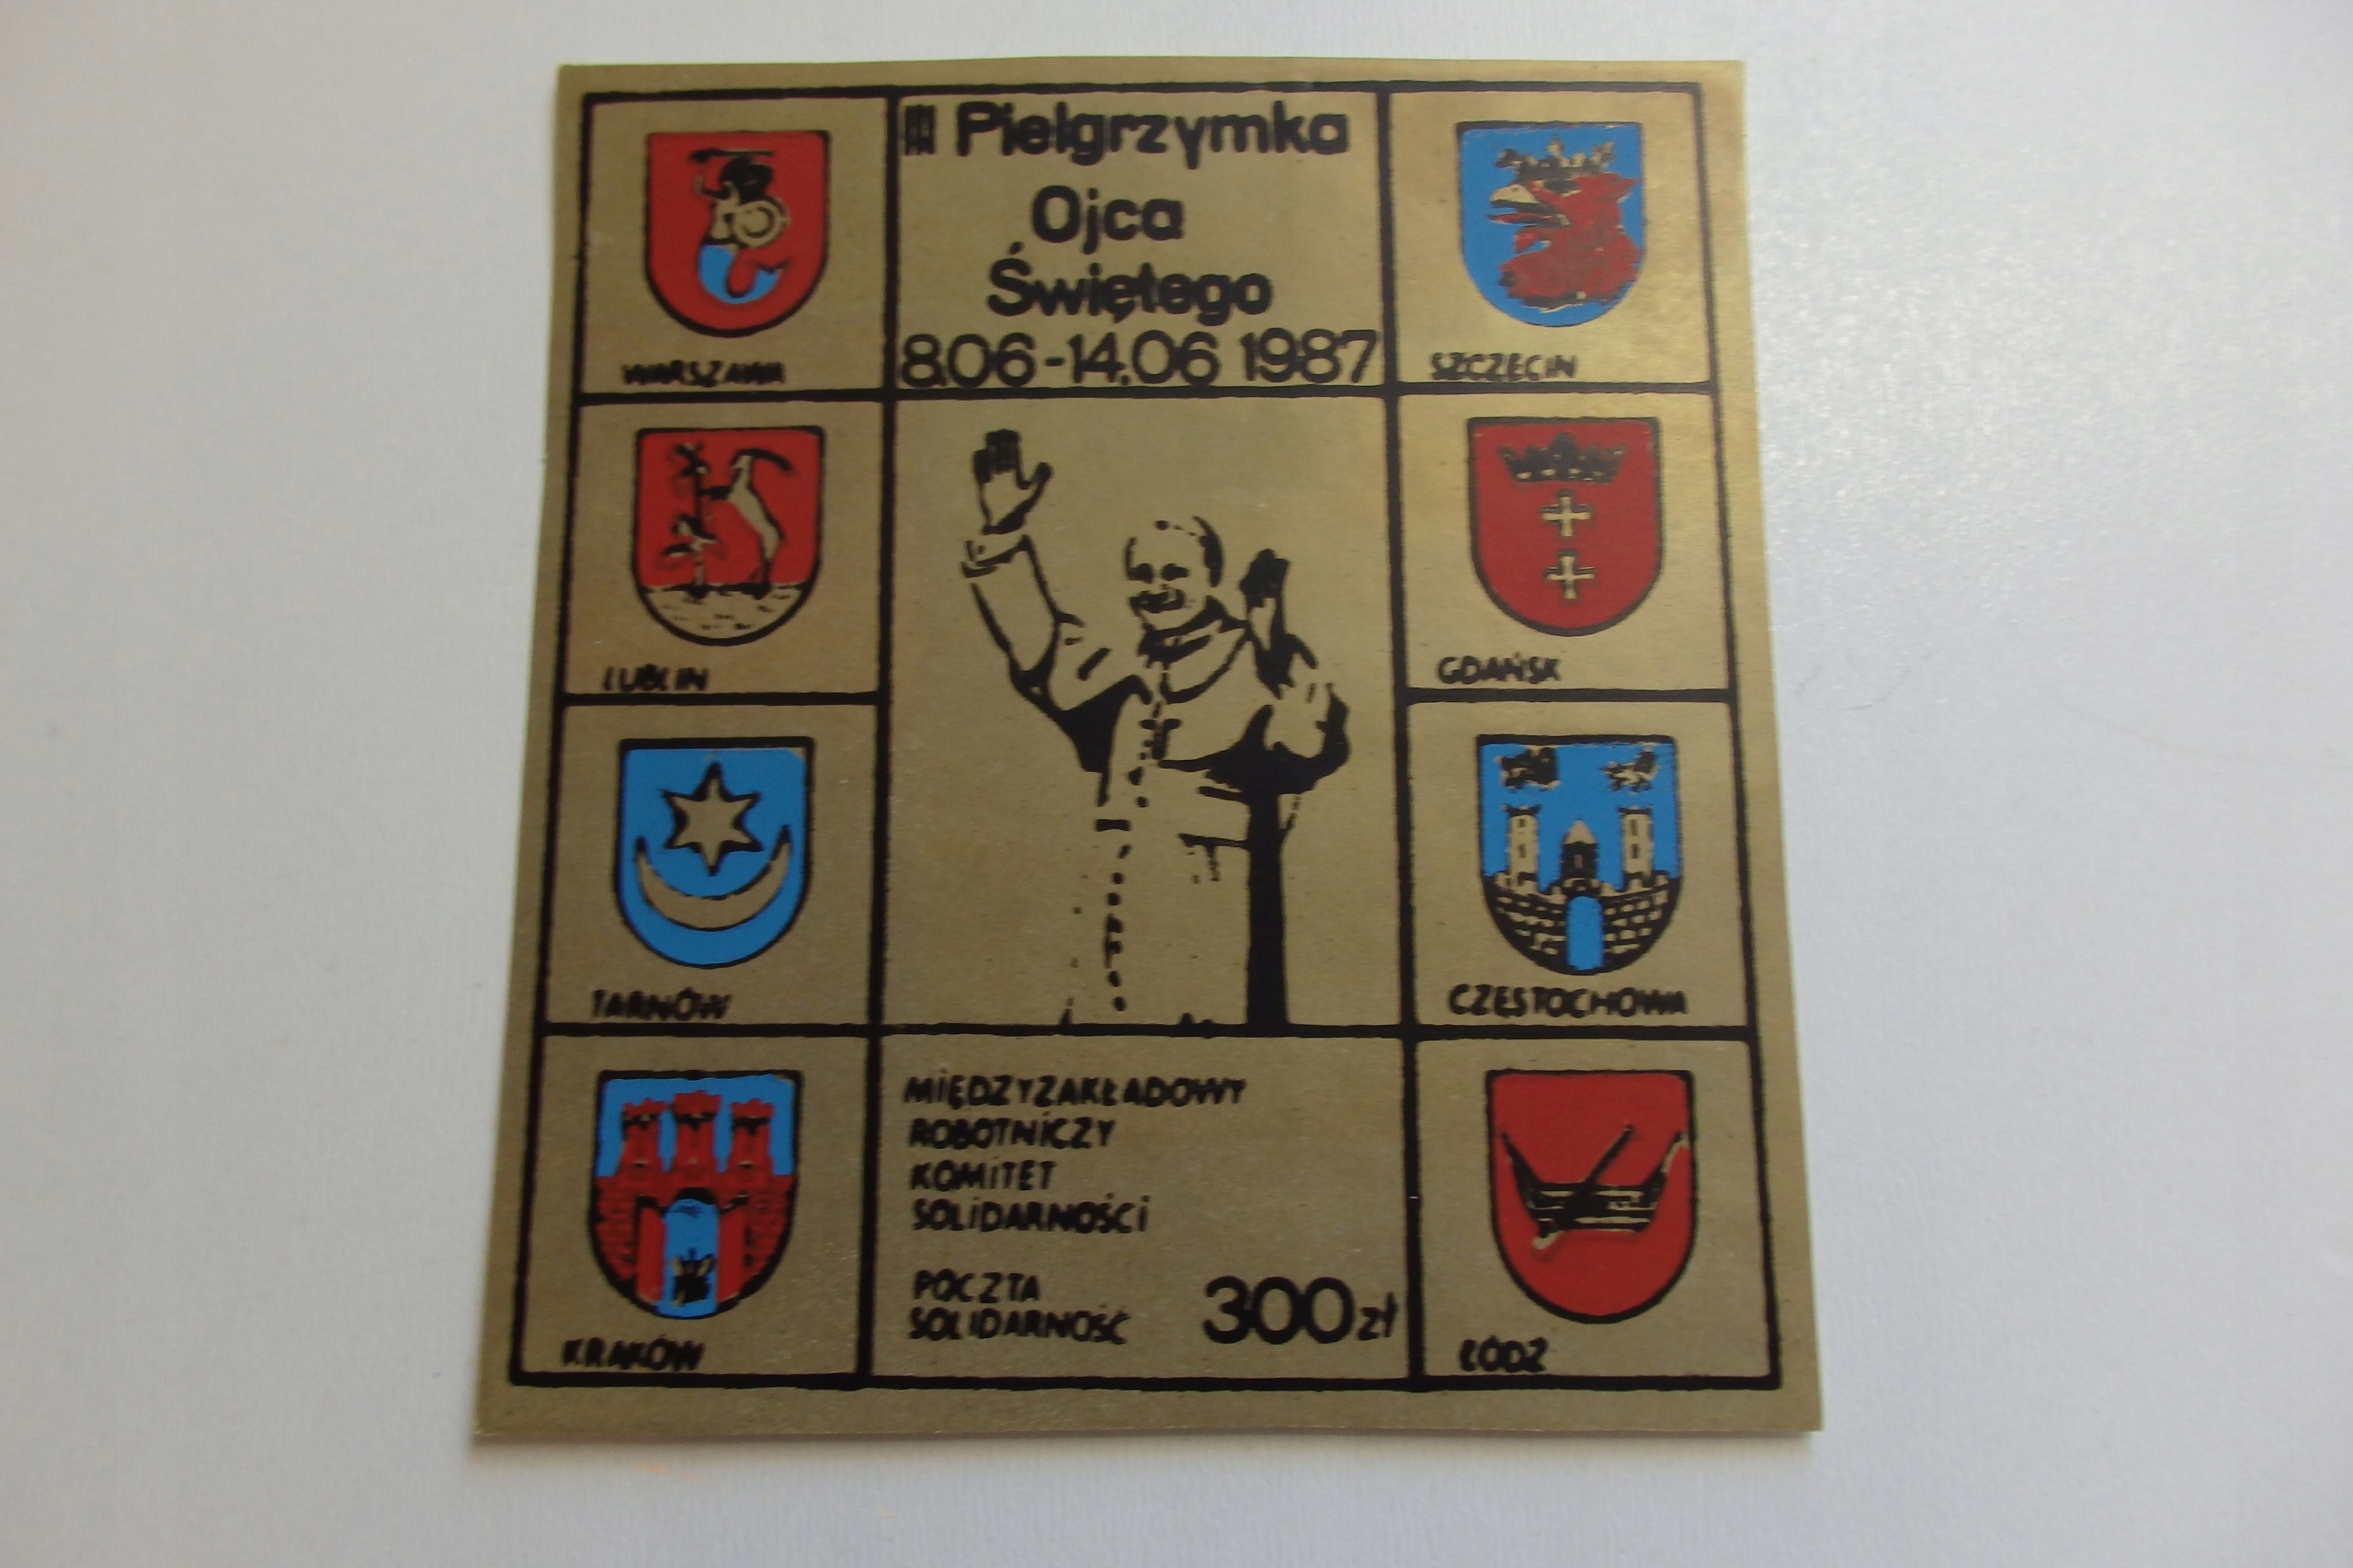 III Pielgrzymka
Ojca
Świętego
8.06-14.06 1987
WARSZAWA
SZCZECIN
LUBLIN
GDAŃSK
TARNÓW
CZĘSTOCHOWA
MIĘDZYZAKŁADOWY
ROBOTNICZY
KOMITET
SOLIDARNOŚCI
POCZTA
SOLIDARNOŚĆ
300 zł
KRAKÓW
ŁÓDŹ